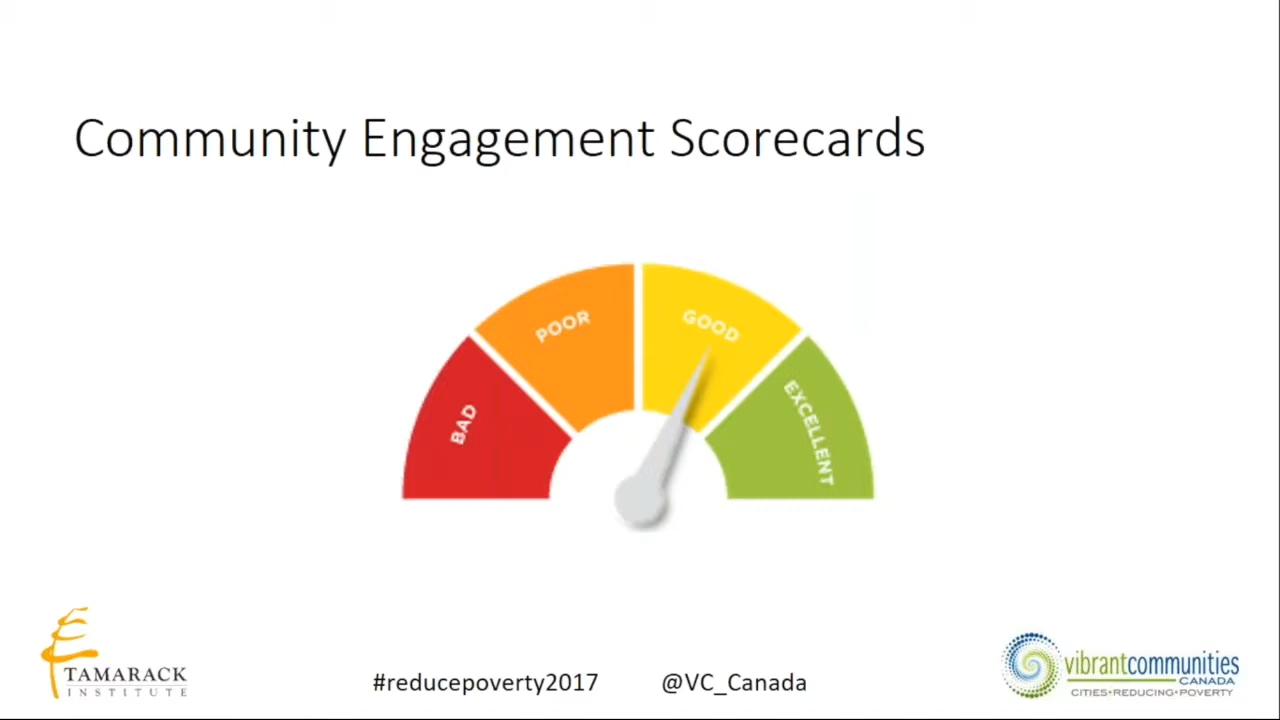 Community Engagement Scorecards
BAD
POOR
GOOD
EXCELLENT
TAMARACK
INSTITUTE
#reducepoverty2017
@VC_Canada
vibrantcommunities
CANADA
CITIES•REDUCING•POVERTY